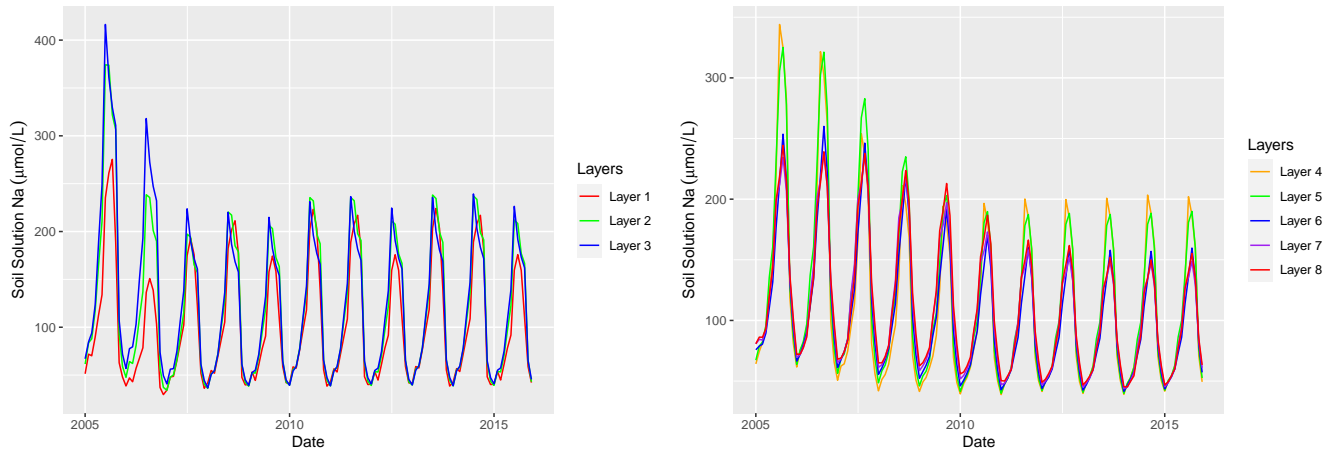 400
300
200
100
Soil Solution Na (μmol/L)
2005
2010
2015
Date
Layers
Layer 1
Layer 2
Layer 3
300
200
100
Soil Solution Na (μmol/L)
2005
2010
2015
Date
Layers
Layer 4
Layer 5
Layer 6
Layer 7
Layer 8